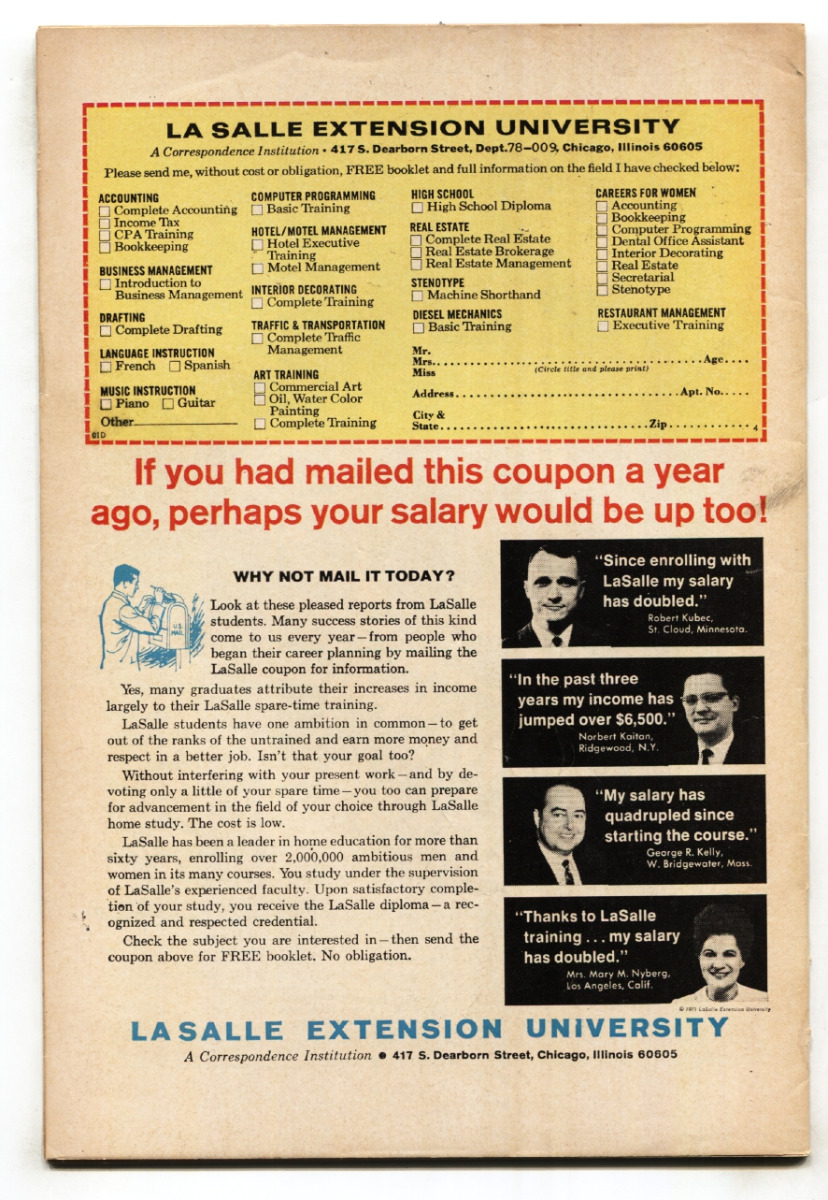 LA SALLE EXTENSION UNIVERSITY
A Correspondence Institution • 417 S. Dearborn Street, Dept.78-009, Chicago, Illinois 60605
Please send me, without cost or obligation, FREE booklet and full information on the field I have checked below:
ACCOUNTING
Complete Accounting
Income Tax
CPA Training
Bookkeeping
BUSINESS MANAGEMENT
Introduction to
Business Management
DRAFTING
Complete Drafting
LANGUAGE INSTRUCTION
French Spanish
MUSIC INSTRUCTION
Piano Guitar
Other
01D
COMPUTER PROGRAMMING
Basic Training
HOTEL/MOTEL MANAGEMENT
Hotel Executive
Training
Motel Management
INTERIOR DECORATING
Complete Training
TRAFFIC & TRANSPORTATION
Complete Traffic
Management
ART TRAINING
Commercial Art
Oil, Water Color
Painting
Complete Training
HIGH SCHOOL
High School Diploma
REAL ESTATE
Complete Real Estate
Real Estate Brokerage
Real Estate Management
STENOTYPE
Machine Shorthand
DIESEL MECHANICS
Basic Training
CAREERS FOR WOMEN
Accounting
Bookkeeping
Computer Programming
Dental Office Assistant
Interior Decorating
Real Estate
Secretarial
Stenotype
RESTAURANT MANAGEMENT
Executive Training
Mr.
Mrs. Age
Miss (Circle title and please print)
Address Apt. No.
City &
State Zip 4
If you had mailed this coupon a year
ago, perhaps your salary would be up too!
WHY NOT MAIL IT TODAY?
U.S.
MAIL
Look at these pleased reports from LaSalle
students. Many success stories of this kind
come to us every year—from people who
began their career planning by mailing the
LaSalle coupon for information.
Yes, many graduates attribute their increases in income
largely to their LaSalle spare-time training.
LaSalle students have one ambition in common—to get
out of the ranks of the untrained and earn more money and
respect in a better job. Isn't that your goal too?
Without interfering with your present work—and by de-
voting only a little of your spare time—you too can prepare
for advancement in the field of your choice through LaSalle
home study. The cost is low.
LaSalle has been a leader in home education for more than
sixty years, enrolling over 2,000,000 ambitious men and
women in its many courses. You study under the supervision
of LaSalle's experienced faculty. Upon satisfactory comple-
tion of your study, you receive the LaSalle diploma—a rec-
ognized and respected credential.
Check the subject you are interested in—then send the
coupon above for FREE booklet. No obligation.
"Since enrolling with
LaSalle my salary
has doubled."
Robert Kubec,
St. Cloud, Minnesota.
"In the past three
years my income has
jumped over $6,500."
Norbert Kaitan,
Ridgewood, N.Y.
"My salary has
quadrupled since
starting the course."
George R. Kelly,
W. Bridgewater, Mass.
"Thanks to LaSalle
training . . . my salary
has doubled."
Mrs. Mary M. Nyberg,
Los Angeles, Calif.
© 1971 LaSalle Extension University
LA SALLE EXTENSION UNIVERSITY
A Correspondence Institution • 417 S. Dearborn Street, Chicago, Illinois 60605